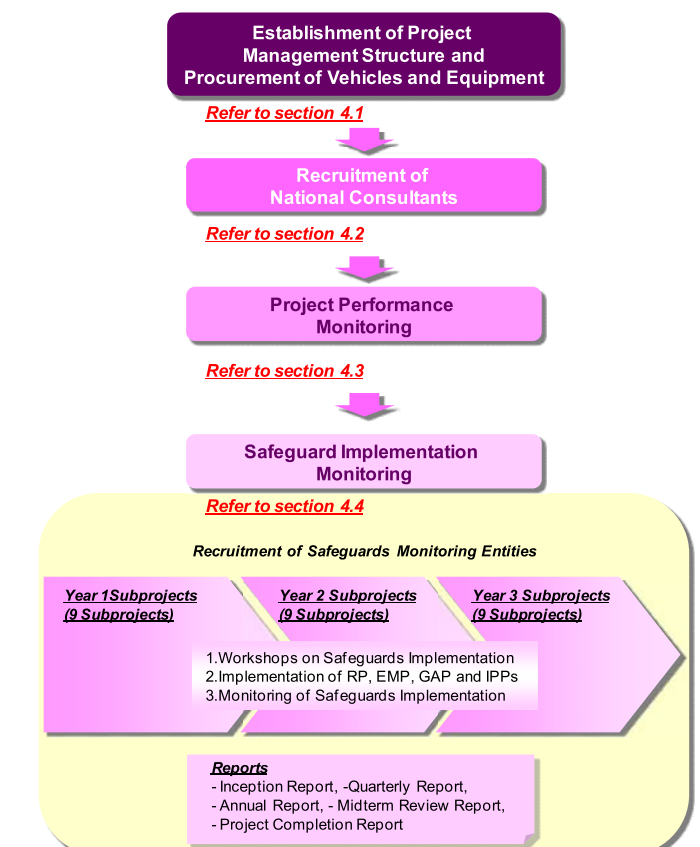 Establishment of Project
Management Structure and
Procurement of Vehicles and Equipment
Refer to section 4.1
Recruitment of
National Consultants
Refer to section 4.2
Project Performance
Monitoring
Refer to section 4.3
Safeguard Implementation
Monitoring
Refer to section 4.4
Recruitment of Safeguards Monitoring Entities
Year 1Subprojects
(9 Subprojects)
Year 2 Subprojects
(9 Subprojects)
Year 3 Subprojects
(9 Subprojects)
1.Workshops on Safeguards Implementation
2.Implementation of RP, EMP, GAP and IPPs
3.Monitoring of Safeguards Implementation
Reports
- Inception Report, -Quarterly Report,
- Annual Report, - Midterm Review Report,
- Project Completion Report